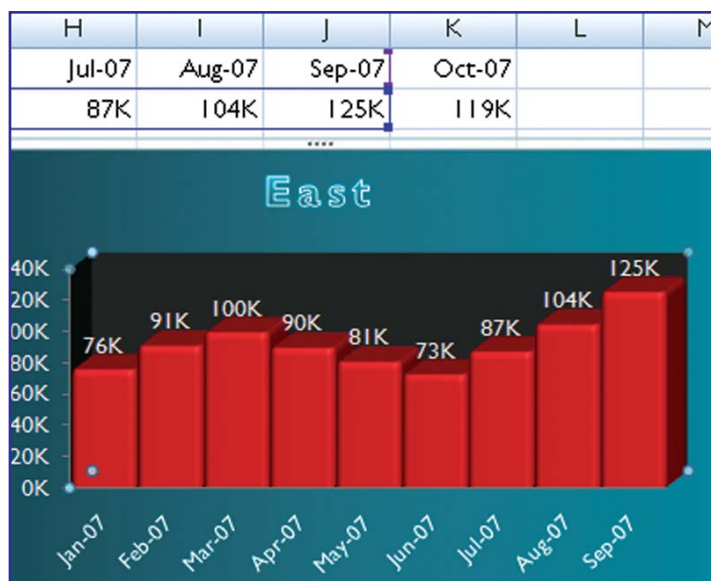 H I J K L M
Jul-07 Aug-07 Sep-07 Oct-07
87K 104K 125K 119K
East
40K
20K
00K
80K
60K
40K
20K
0K
76K 91K 100K 90K 81K 73K 87K 104K 125K
Jan-07 Feb-07 Mar-07 Apr-07 May-07 Jun-07 Jul-07 Aug-07 Sep-07